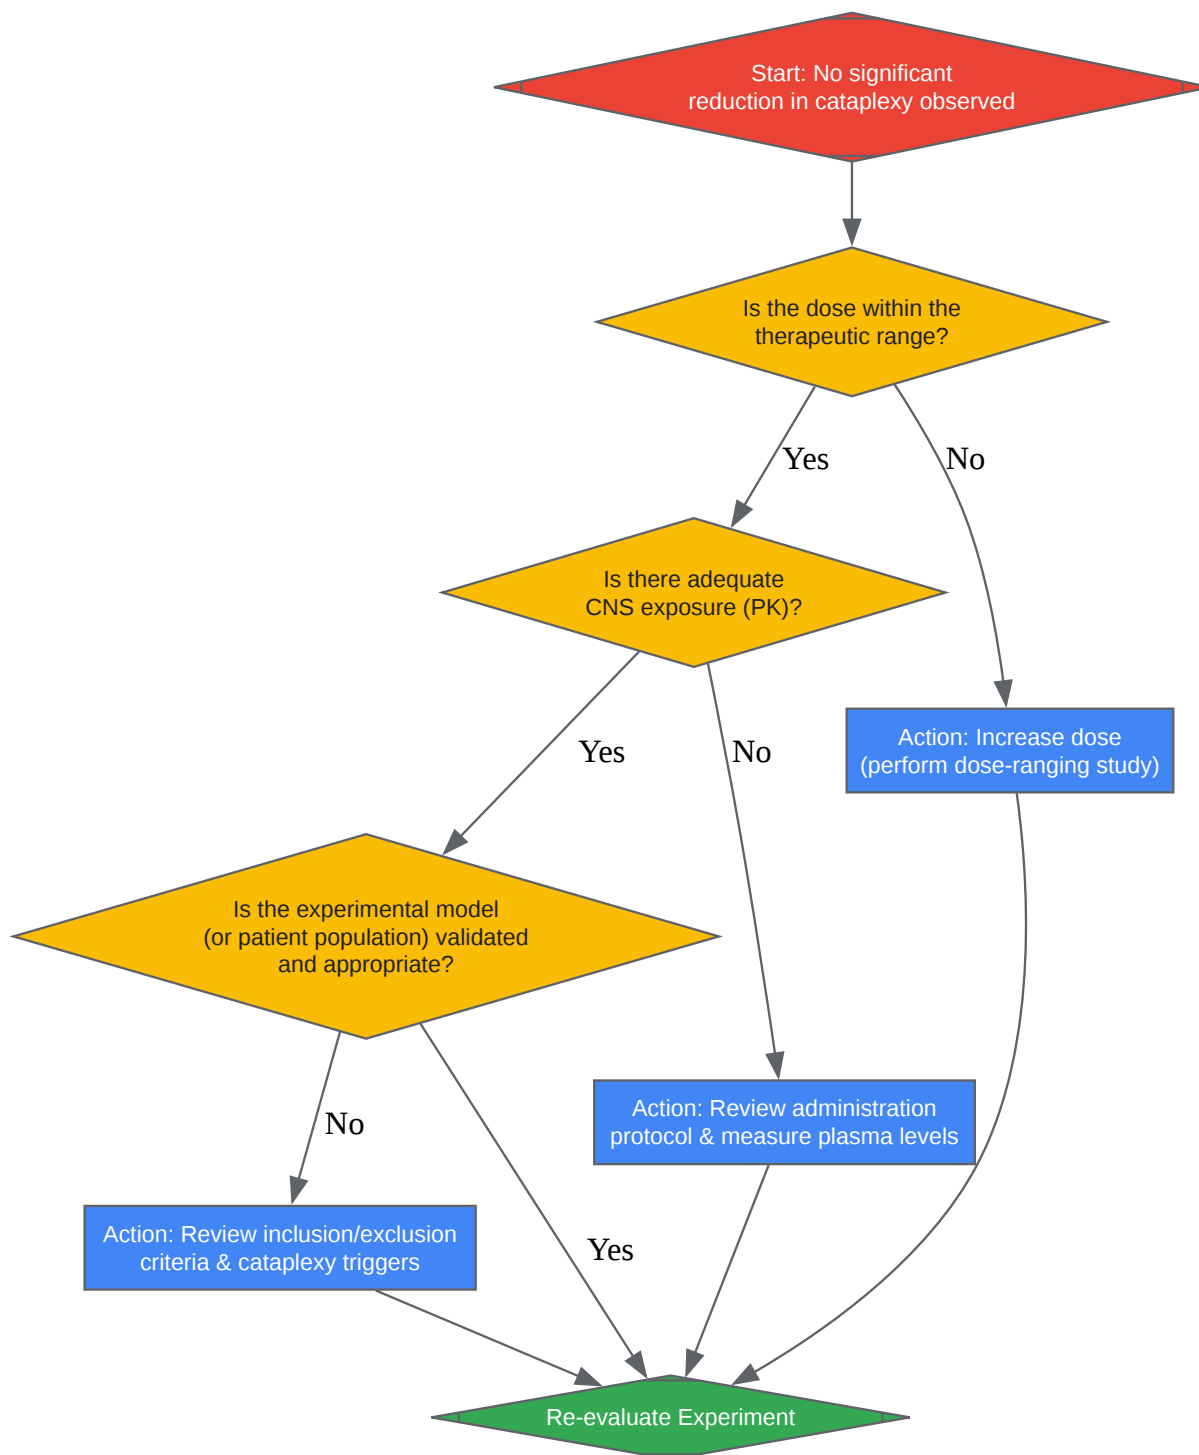 Start: No significant
reduction in cataplexy observed
Is the dose within the
therapeutic range?
Yes
No
Is there adequate
CNS exposure (PK)?
Yes
No
Action: Increase dose
(perform dose-ranging study)
Is the experimental model
(or patient population) validated
and appropriate?
No
Yes
Action: Review administration
protocol & measure plasma levels
Action: Review inclusion/exclusion
criteria & cataplexy triggers
Re-evaluate Experiment